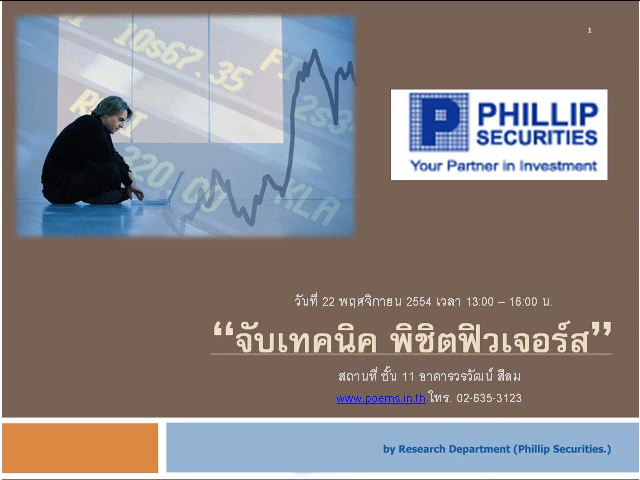 1
10s67.35
PHILLIP
SECURITIES
Your Partner in Investment
KLA
วันที่ 22 พฤศจิกายน 2554 เวลา 13:00 – 16:00 น.
“จับเทคนิค พิชิตฟิวเจอร์ส”
สถานที่ ชั้น 11 อาคารวรวัฒน์ สีลม
www.poems.in.th โทร. 02-635-3123
by Research Department (Phillip Securities.)